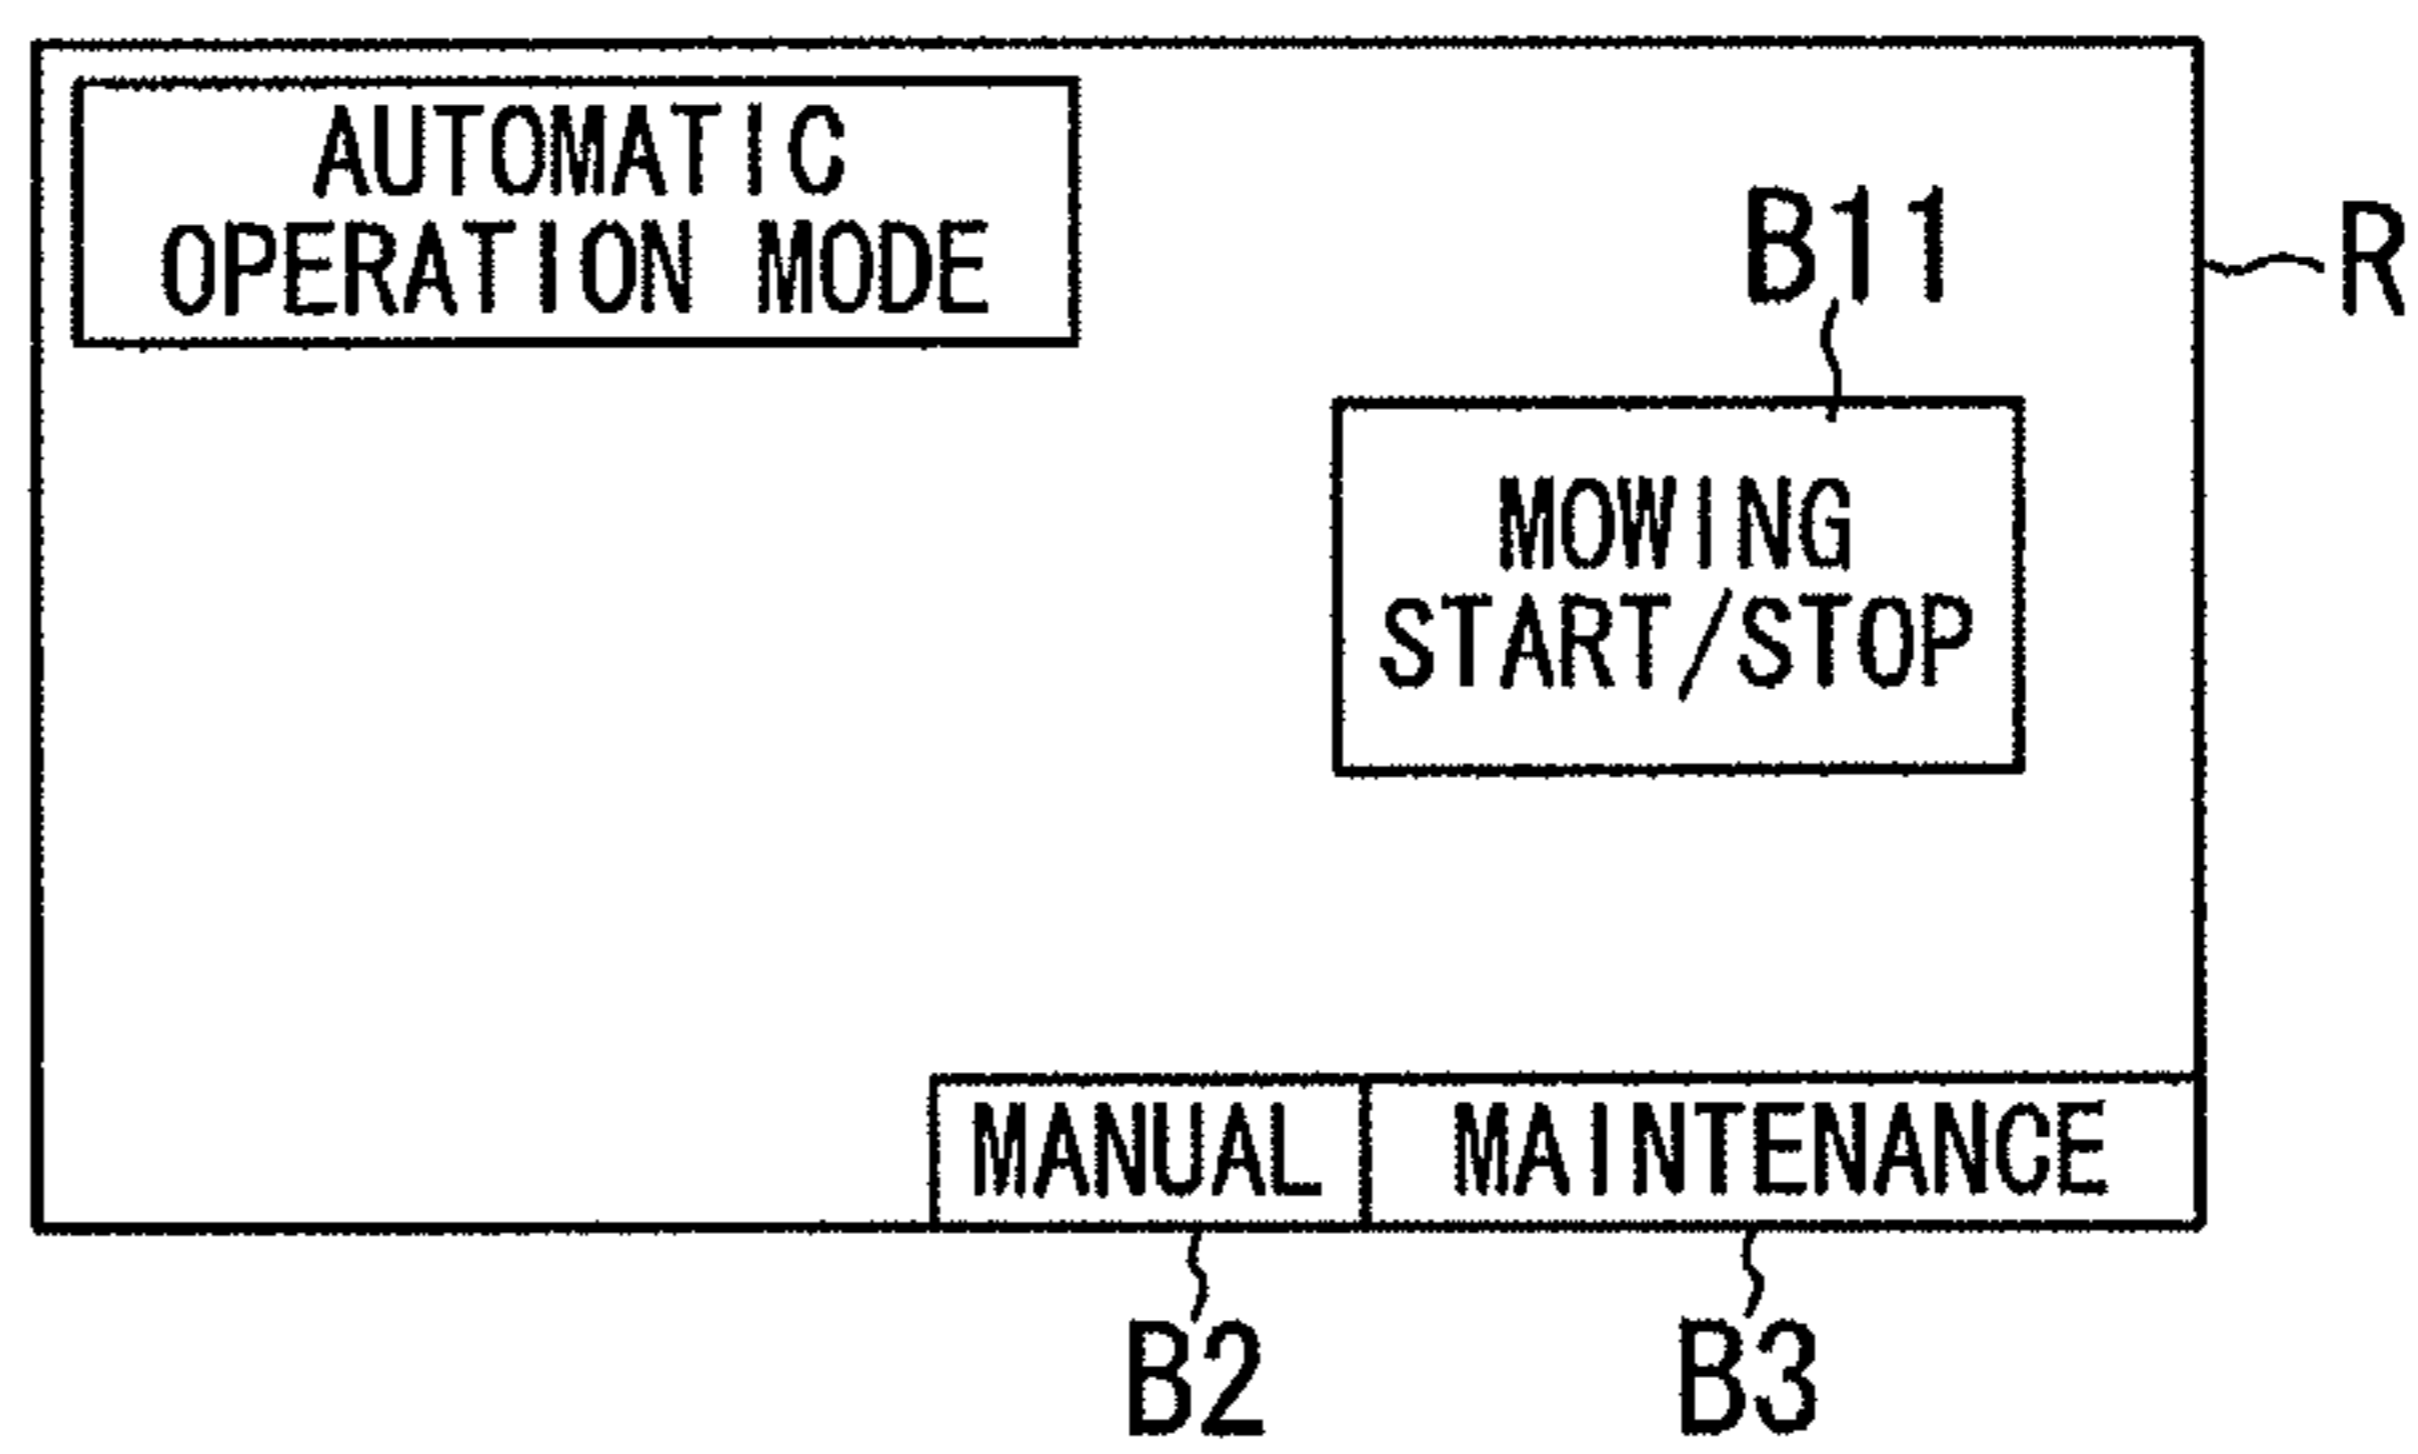 AUTOMATIC
OPERATION MODE
B11
R
MOWING
START/STOP
MANUAL
MAINTENANCE
B2
B3